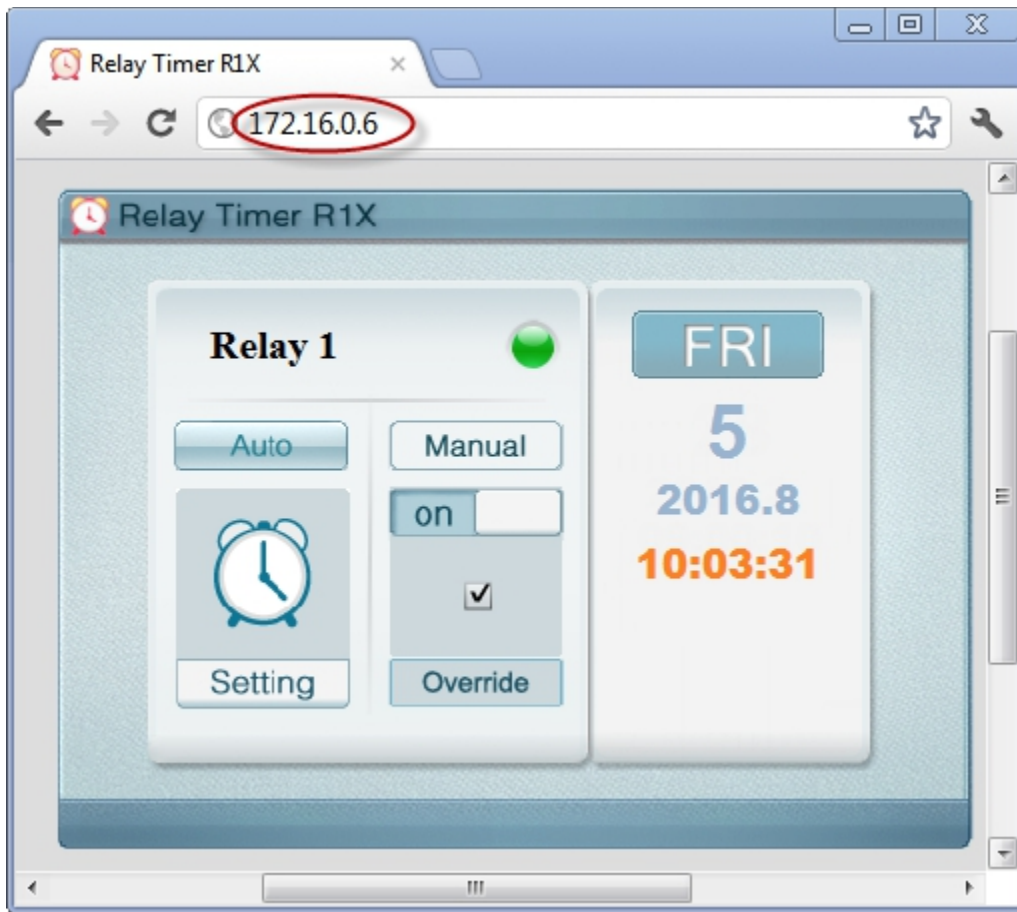 Relay Timer R1X
172.16.0.6
Relay Timer R1X
Relay 1
Auto
Manual
on
Setting
Override
FRI
5
2016.8
10:03:31